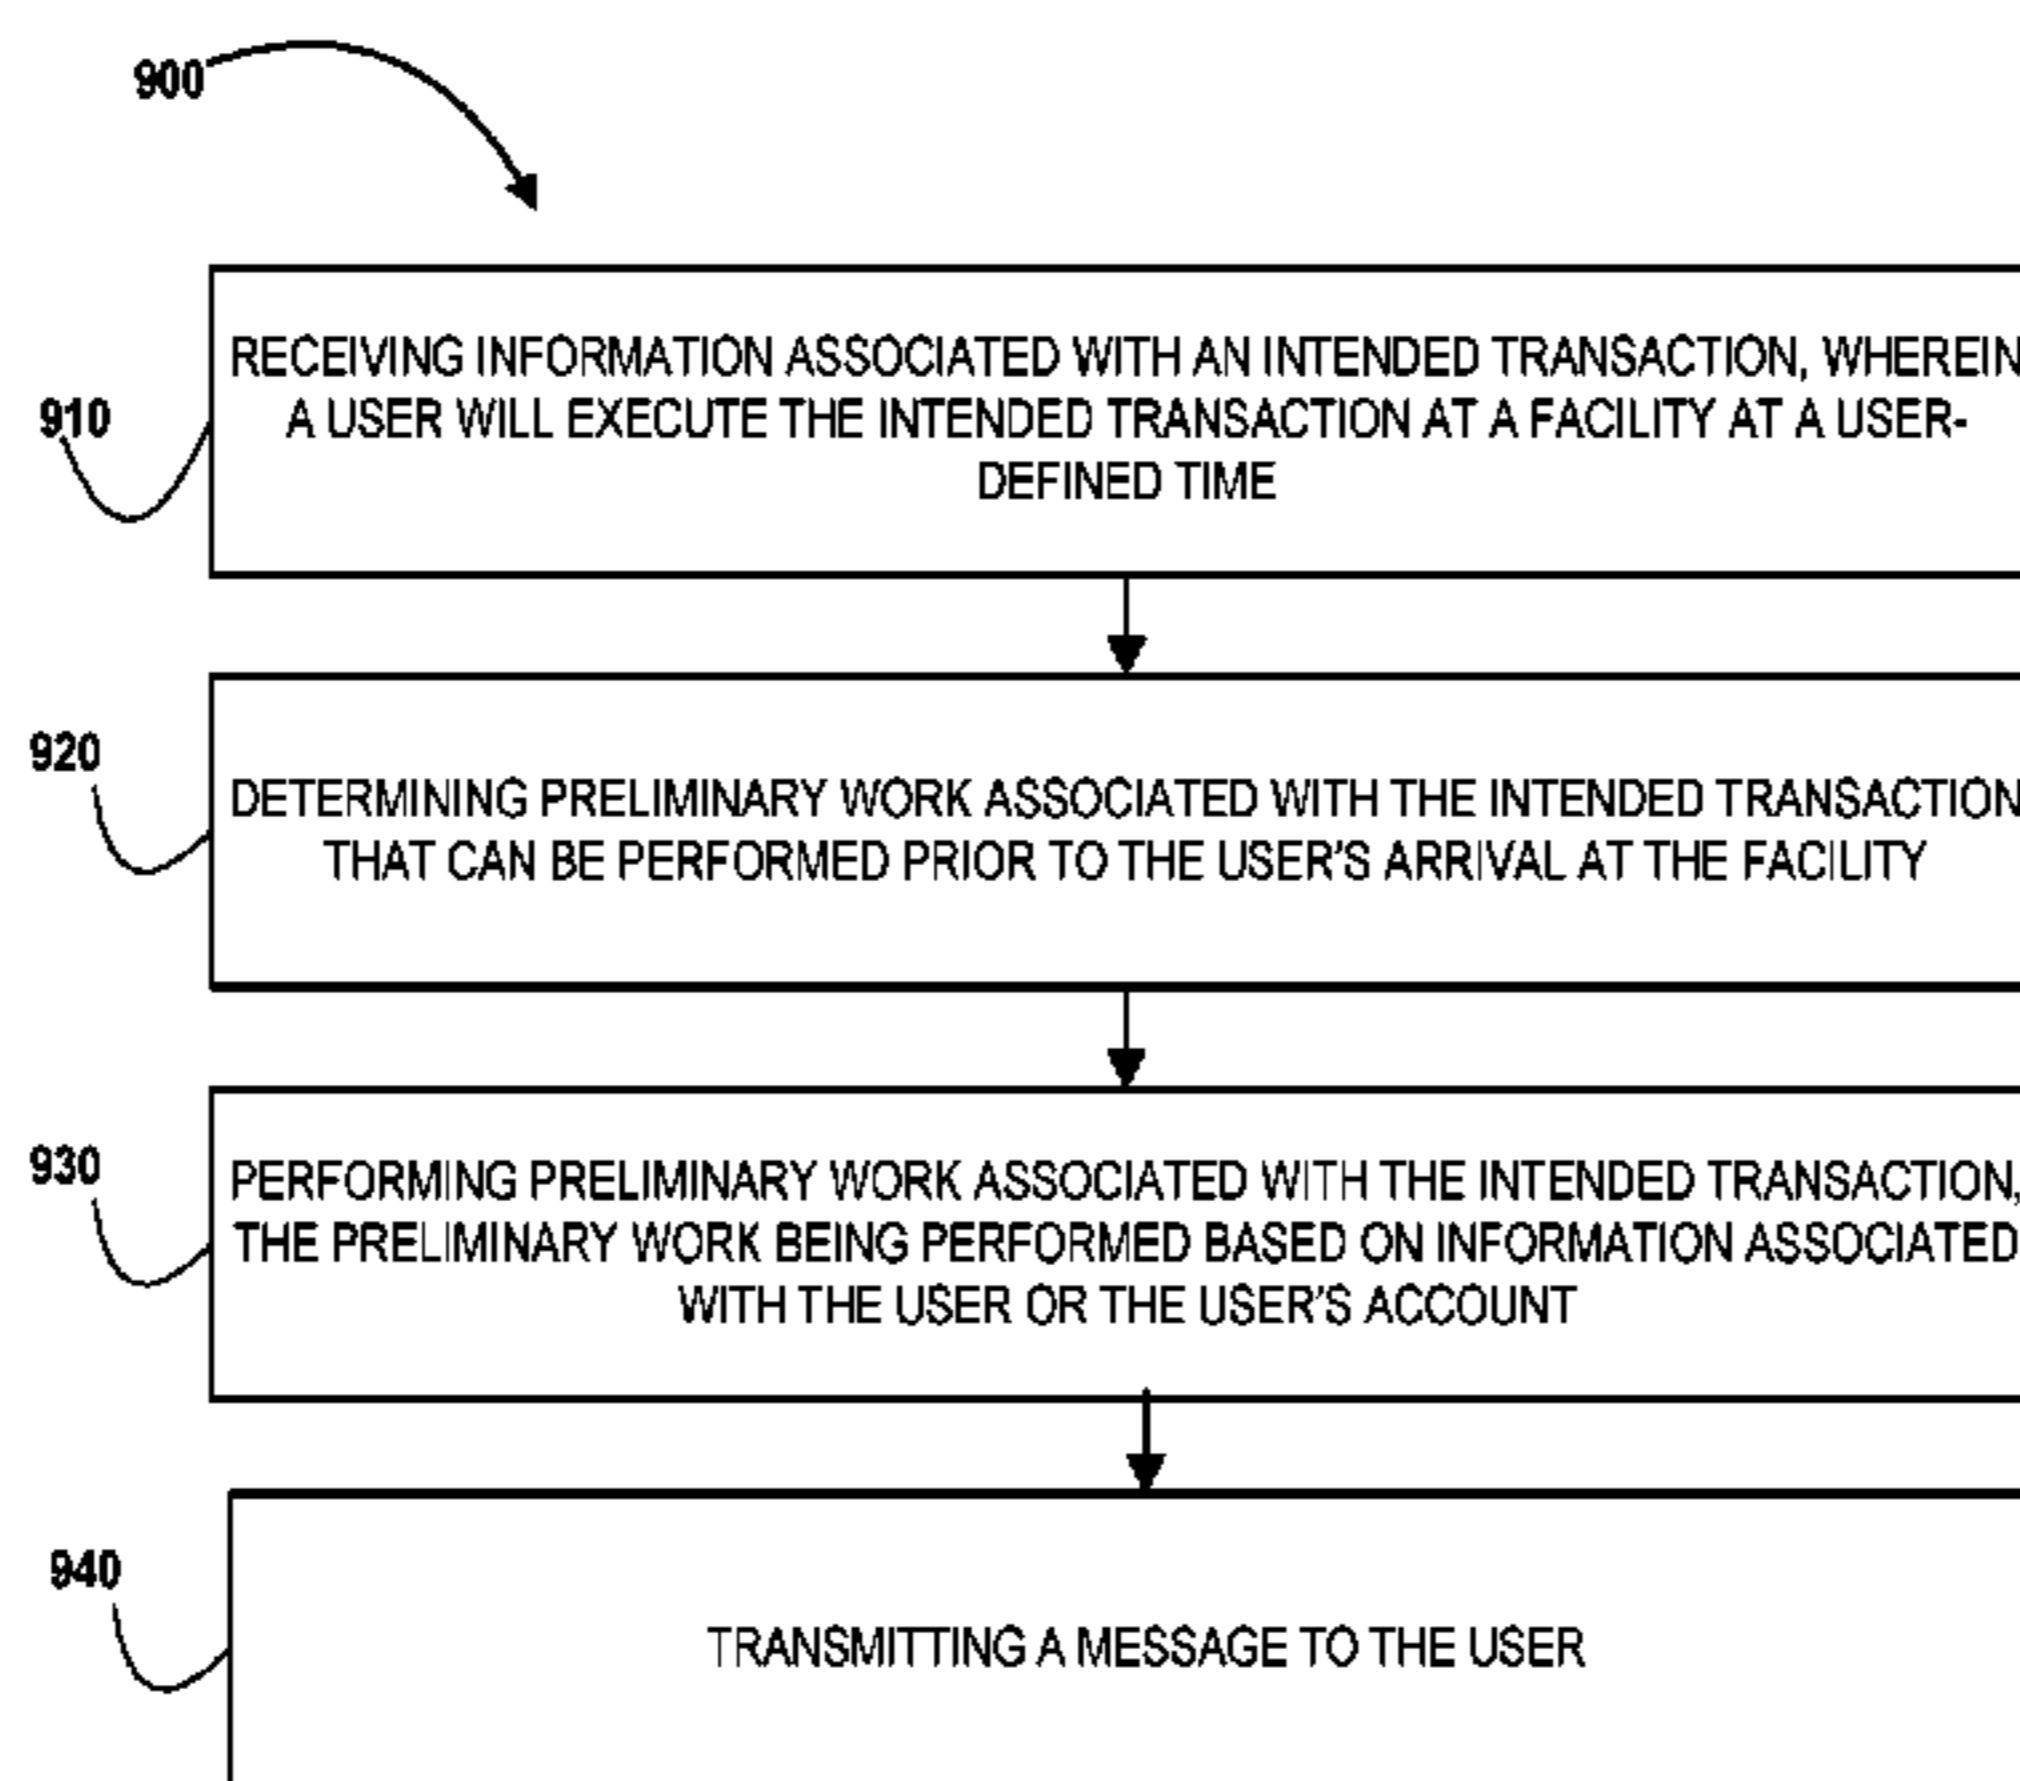 900
910
RECEIVING INFORMATION ASSOCIATED WITH AN INTENDED TRANSACTION, WHEREIN
A USER WILL EXECUTE THE INTENDED TRANSACTION AT A FACILITY AT A USER-
DEFINED TIME
920
DETERMINING PRELIMINARY WORK ASSOCIATED WITH THE INTENDED TRANSACTION
THAT CAN BE PERFORMED PRIOR TO THE USER'S ARRIVAL AT THE FACILITY
930
PERFORMING PRELIMINARY WORK ASSOCIATED WITH THE INTENDED TRANSACTION,
THE PRELIMINARY WORK BEING PERFORMED BASED ON INFORMATION ASSOCIATED
WITH THE USER OR THE USER'S ACCOUNT
940
TRANSMITTING A MESSAGE TO THE USER